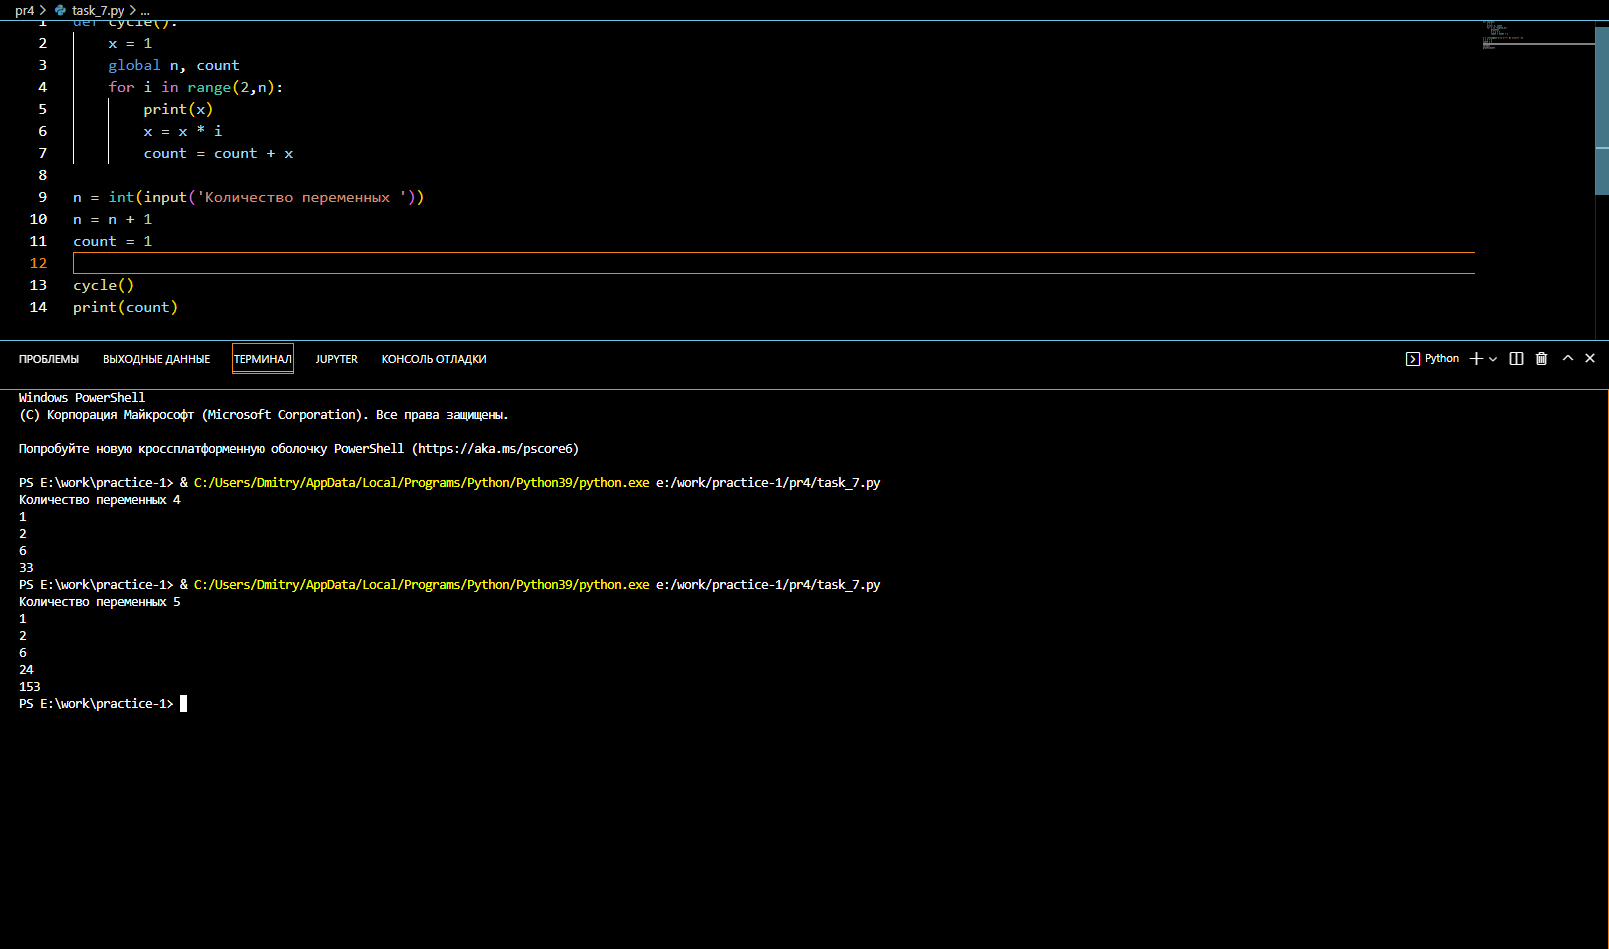 pr4 > task_7.py > ...
1 def cycle():
2 x = 1
3 global n, count
4 for i in range(2,n):
5 print(x)
6 x = x * i
7 count = count + x
8
9 n = int(input('Количество переменных '))
10 n = n + 1
11 count = 1
12
13 cycle()
14 print(count)
ПРОБЛЕМЫ ВЫХОДНЫЕ ДАННЫЕ ТЕРМИНАЛ JUPYTER КОНСОЛЬ ОТЛАДКИ Python
Windows PowerShell
(C) Корпорация Майкрософт (Microsoft Corporation). Все права защищены.
Попробуйте новую кроссплатформенную оболочку PowerShell (https://aka.ms/pscore6)
PS E:\work\practice-1> & C:/Users/Dmitry/AppData/Local/Programs/Python/Python39/python.exe e:/work/practice-1/pr4/task_7.py
Количество переменных 4
1
2
6
33
PS E:\work\practice-1> & C:/Users/Dmitry/AppData/Local/Programs/Python/Python39/python.exe e:/work/practice-1/pr4/task_7.py
Количество переменных 5
1
2
6
24
153
PS E:\work\practice-1>